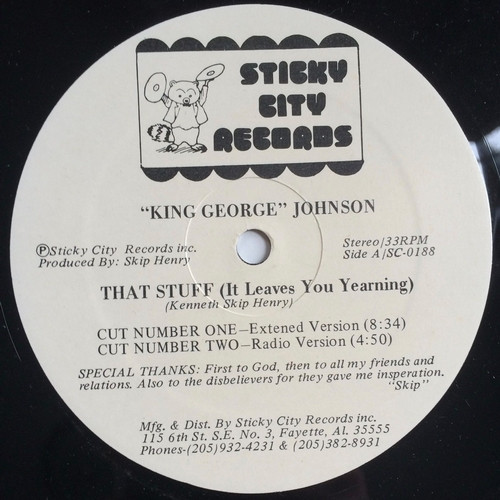 STICKY
CITY
RECORDS
"KING GEORGE" JOHNSON
ⓅSticky City Records inc.
Produced By: Skip Henry
Stereo/33RPM
Side A/SC-0188
THAT STUFF (It Leaves You Yearning)
(Kenneth Skip Henry)
CUT NUMBER ONE—Extened Version (8:34)
CUT NUMBER TWO—Radio Version (4:50)
SPECIAL THANKS: First to God, then to all my friends and
relations. Also to the disbelievers for they gave me insperation.
"Skip"
Mfg. & Dist. By Sticky City Records inc.
115 6th St. S.E. No. 3, Fayette, Al. 35555
Phones-(205)932-4231 & (205)382-8931